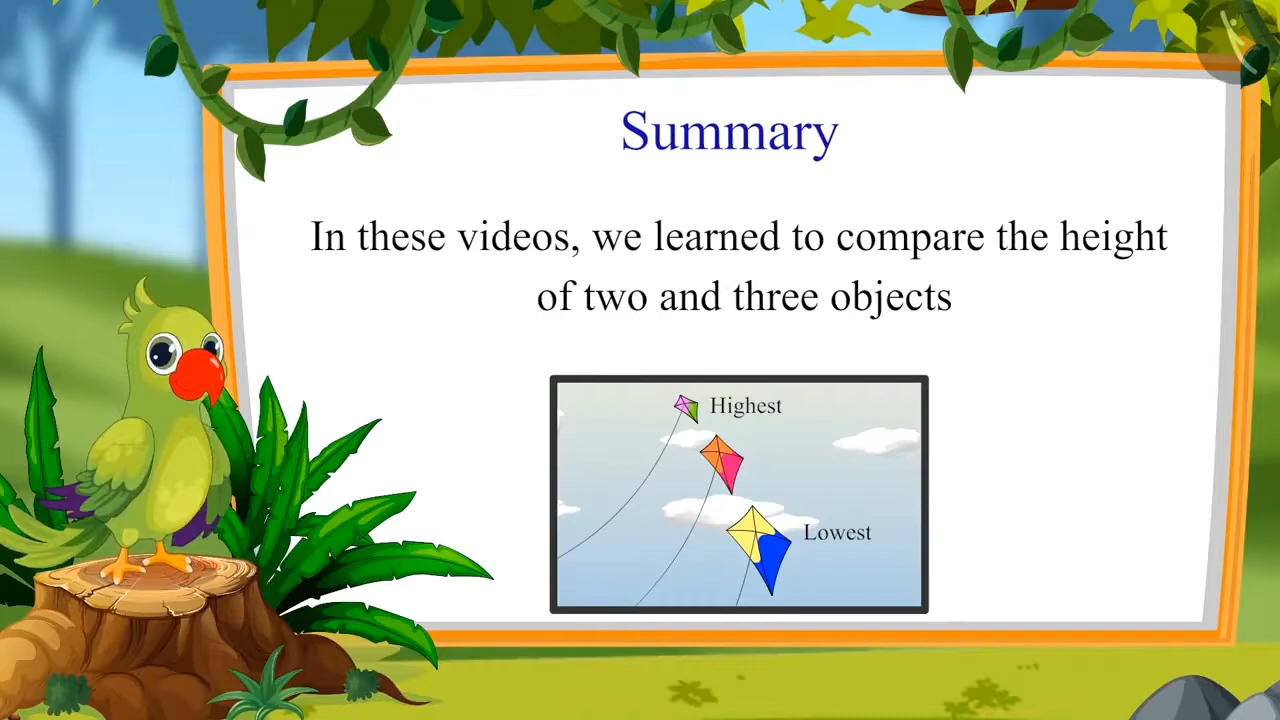 Summary
In these videos, we learned to compare the height
of two and three objects
Highest
Lowest